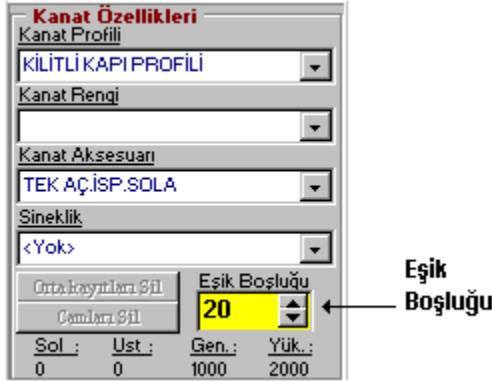 Kanat Özellikleri
Kanat Profili
KİLİTLİ KAPI PROFİLİ
Kanat Rengi
Kanat Aksesuarı
TEK AÇ.İSP.SOLA
Sineklik
<Yok>
Orta kayıtları Sil
Camları Sil
Eşik Boşluğu
20
Eşik
Boşluğu
Sol : Ust : Gen.: Yük.:
0 0 1000 2000